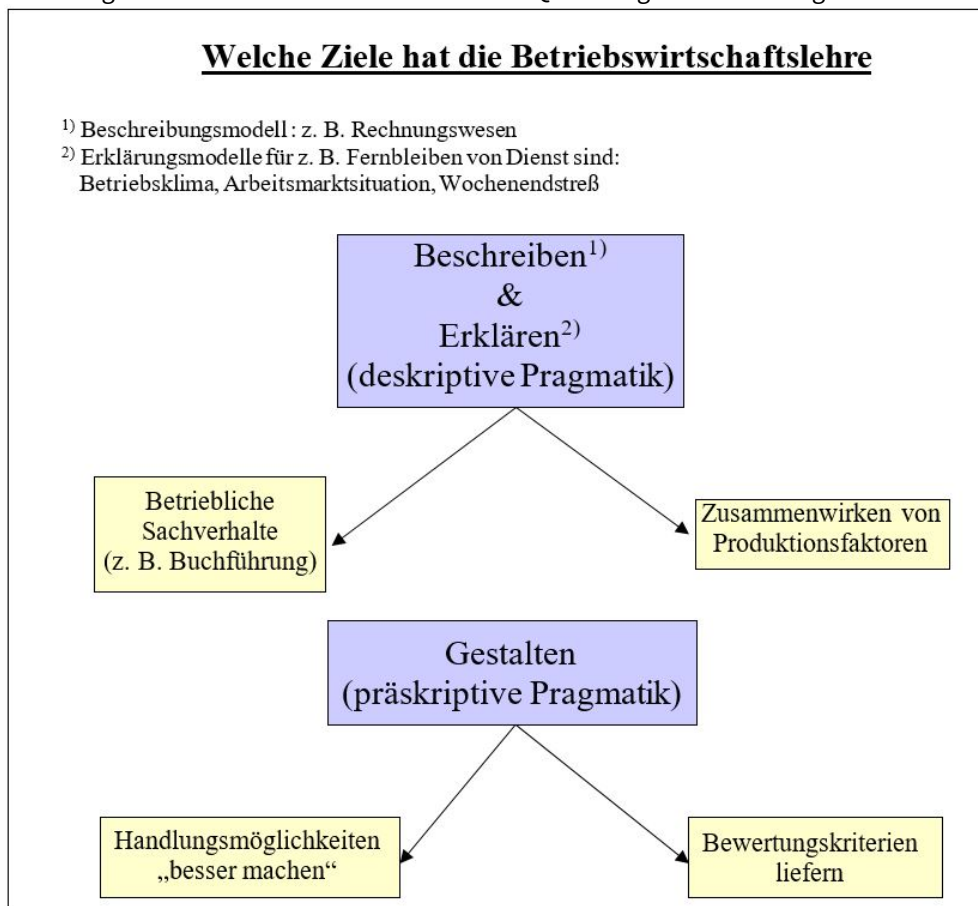 Welche Ziele hat die Betriebswirtschaftslehre
1) Beschreibungsmodell: z. B. Rechnungswesen
2) Erklärungsmodelle für z. B. Fernbleiben von Dienst sind:
Betriebsklima, Arbeitsmarktsituation, Wochenendstreß
Beschreiben1)
&
Erklären2)
(deskriptive Pragmatik)
Betriebliche
Sachverhalte
(z. B. Buchführung)
Zusammenwirken von
Produktionsfaktoren
Gestalten
(präskriptive Pragmatik)
Handlungsmöglichkeiten
„besser machen“
Bewertungskriterien
liefern